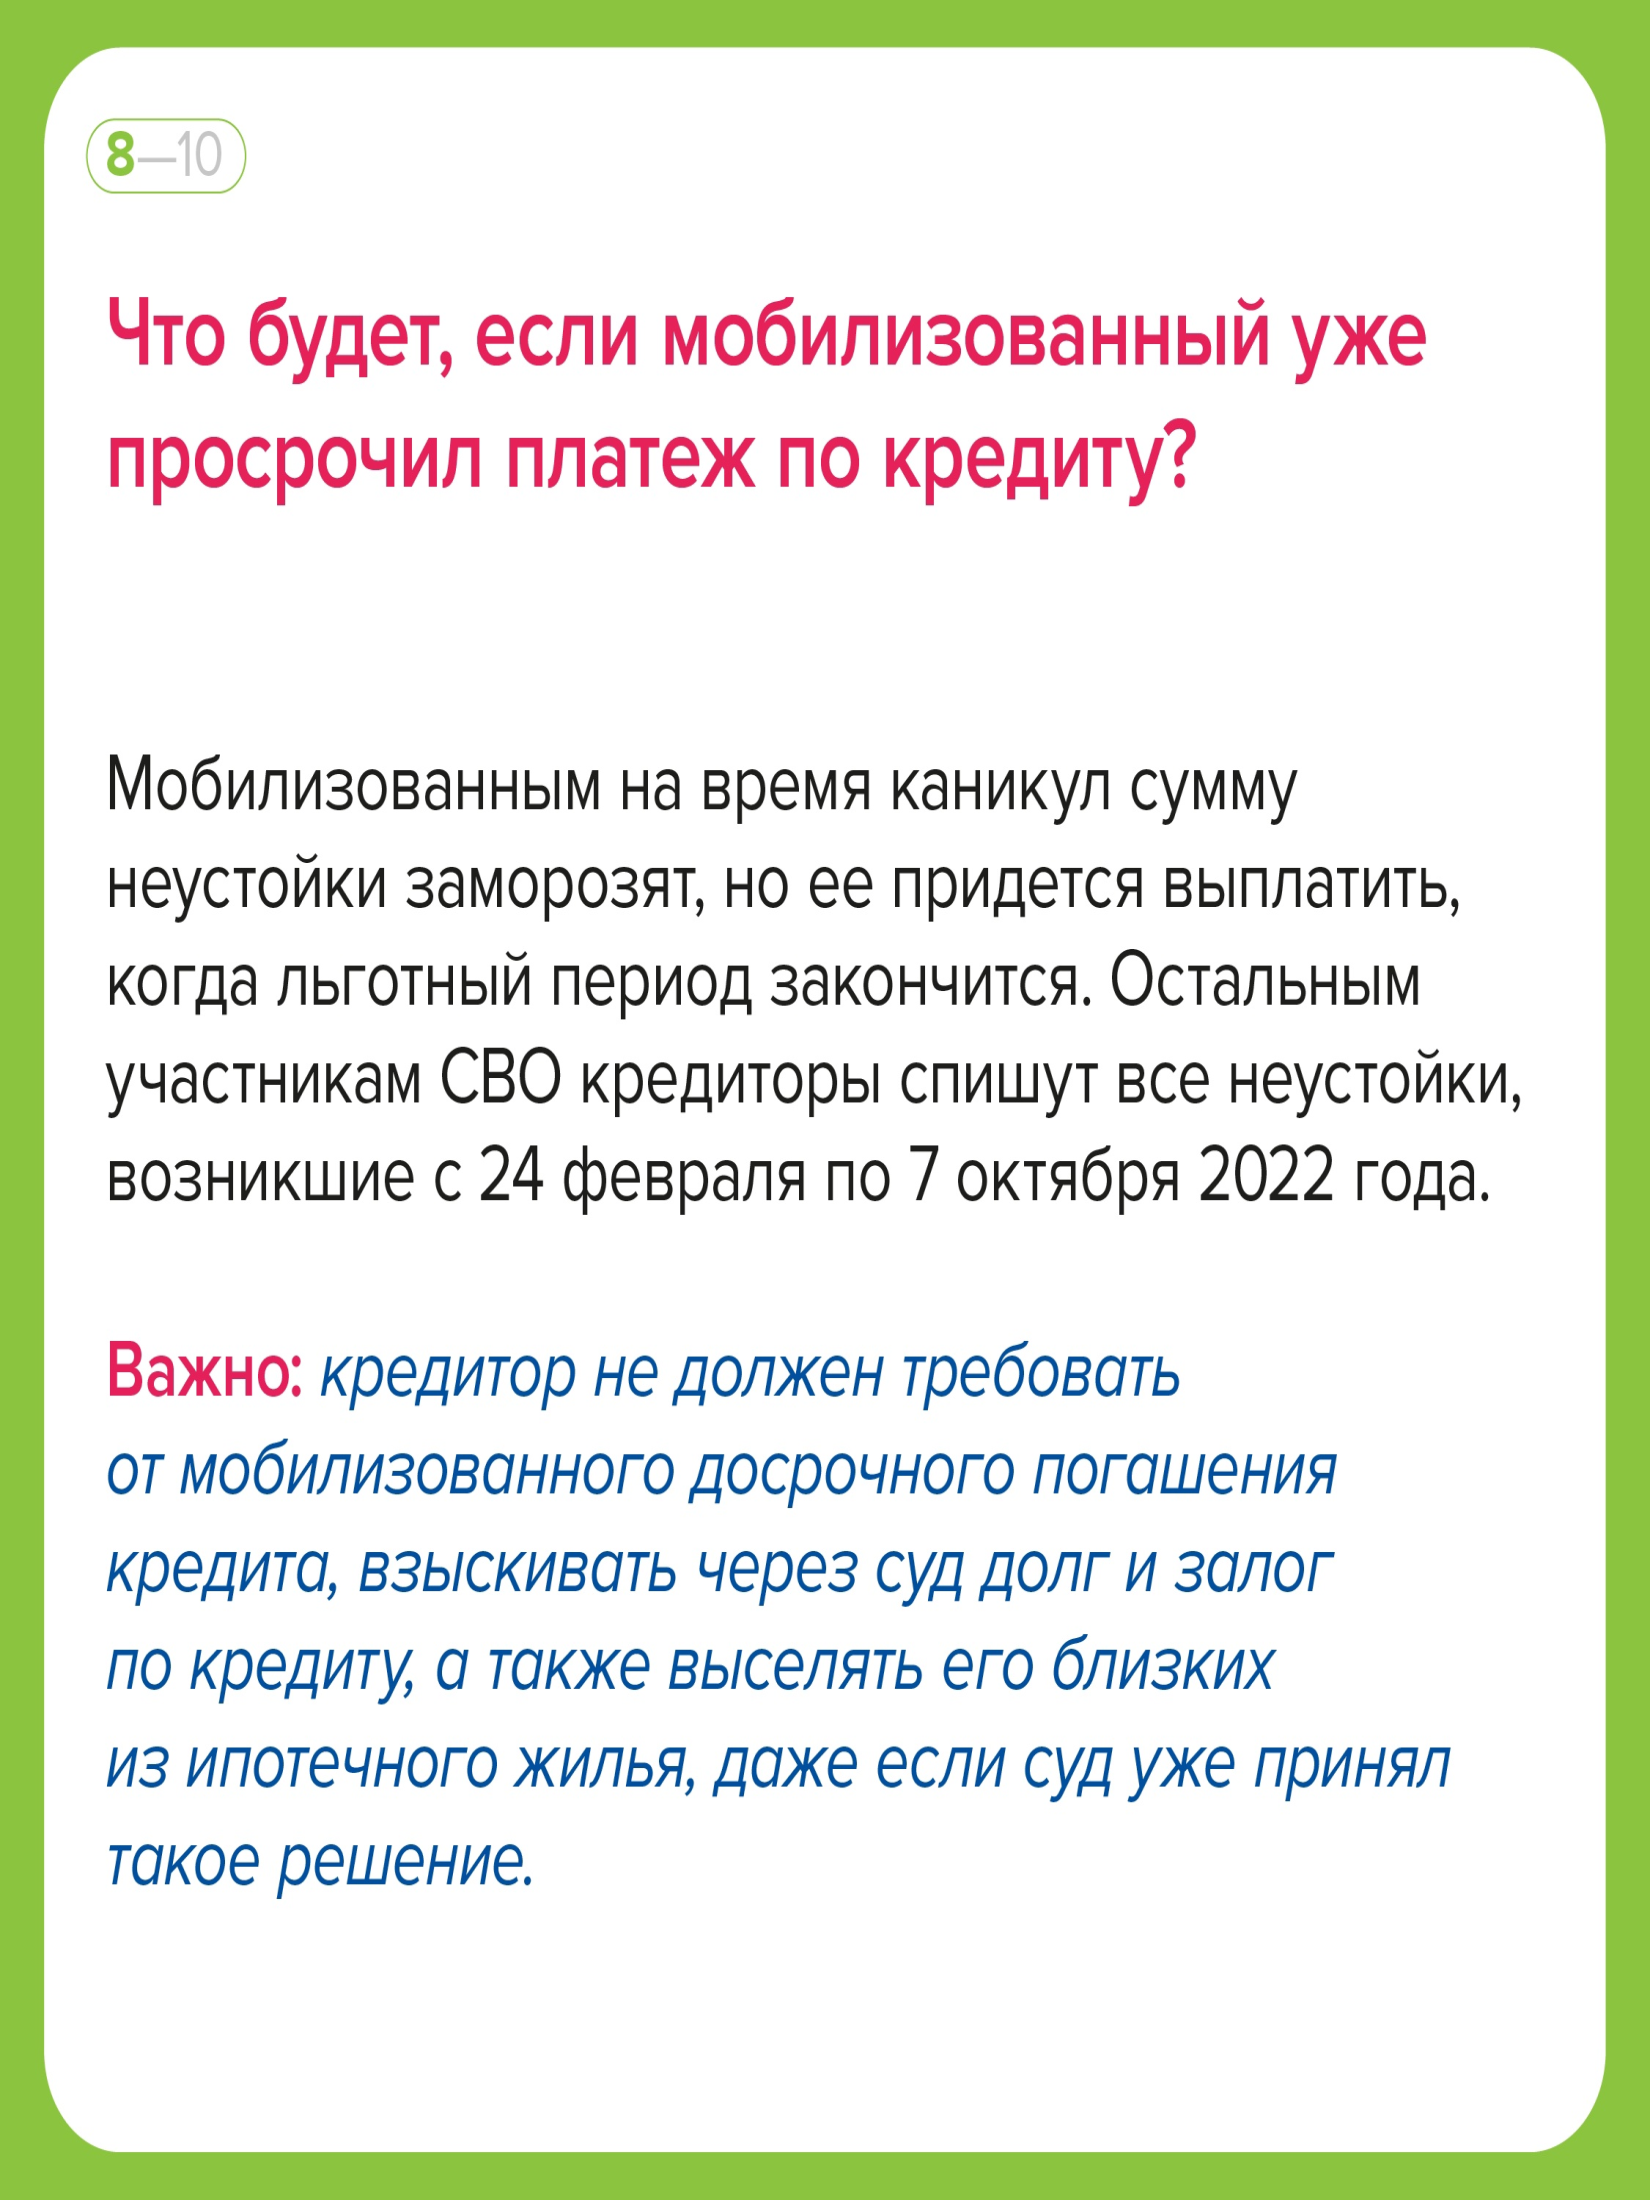 8—10
Что будет, если мобилизованный уже
просрочил платеж по кредиту?
Мобилизованным на время каникул сумму
неустойки заморозят, но ее придется выплатить,
когда льготный период закончится. Остальным
участникам СВО кредиторы спишут все неустойки,
возникшие с 24 февраля по 7 октября 2022 года.
Важно: кредитор не должен требовать
от мобилизованного досрочного погашения
кредита, взыскивать через суд долг и залог
по кредиту, а также выселять его близких
из ипотечного жилья, даже если суд уже принял
такое решение.